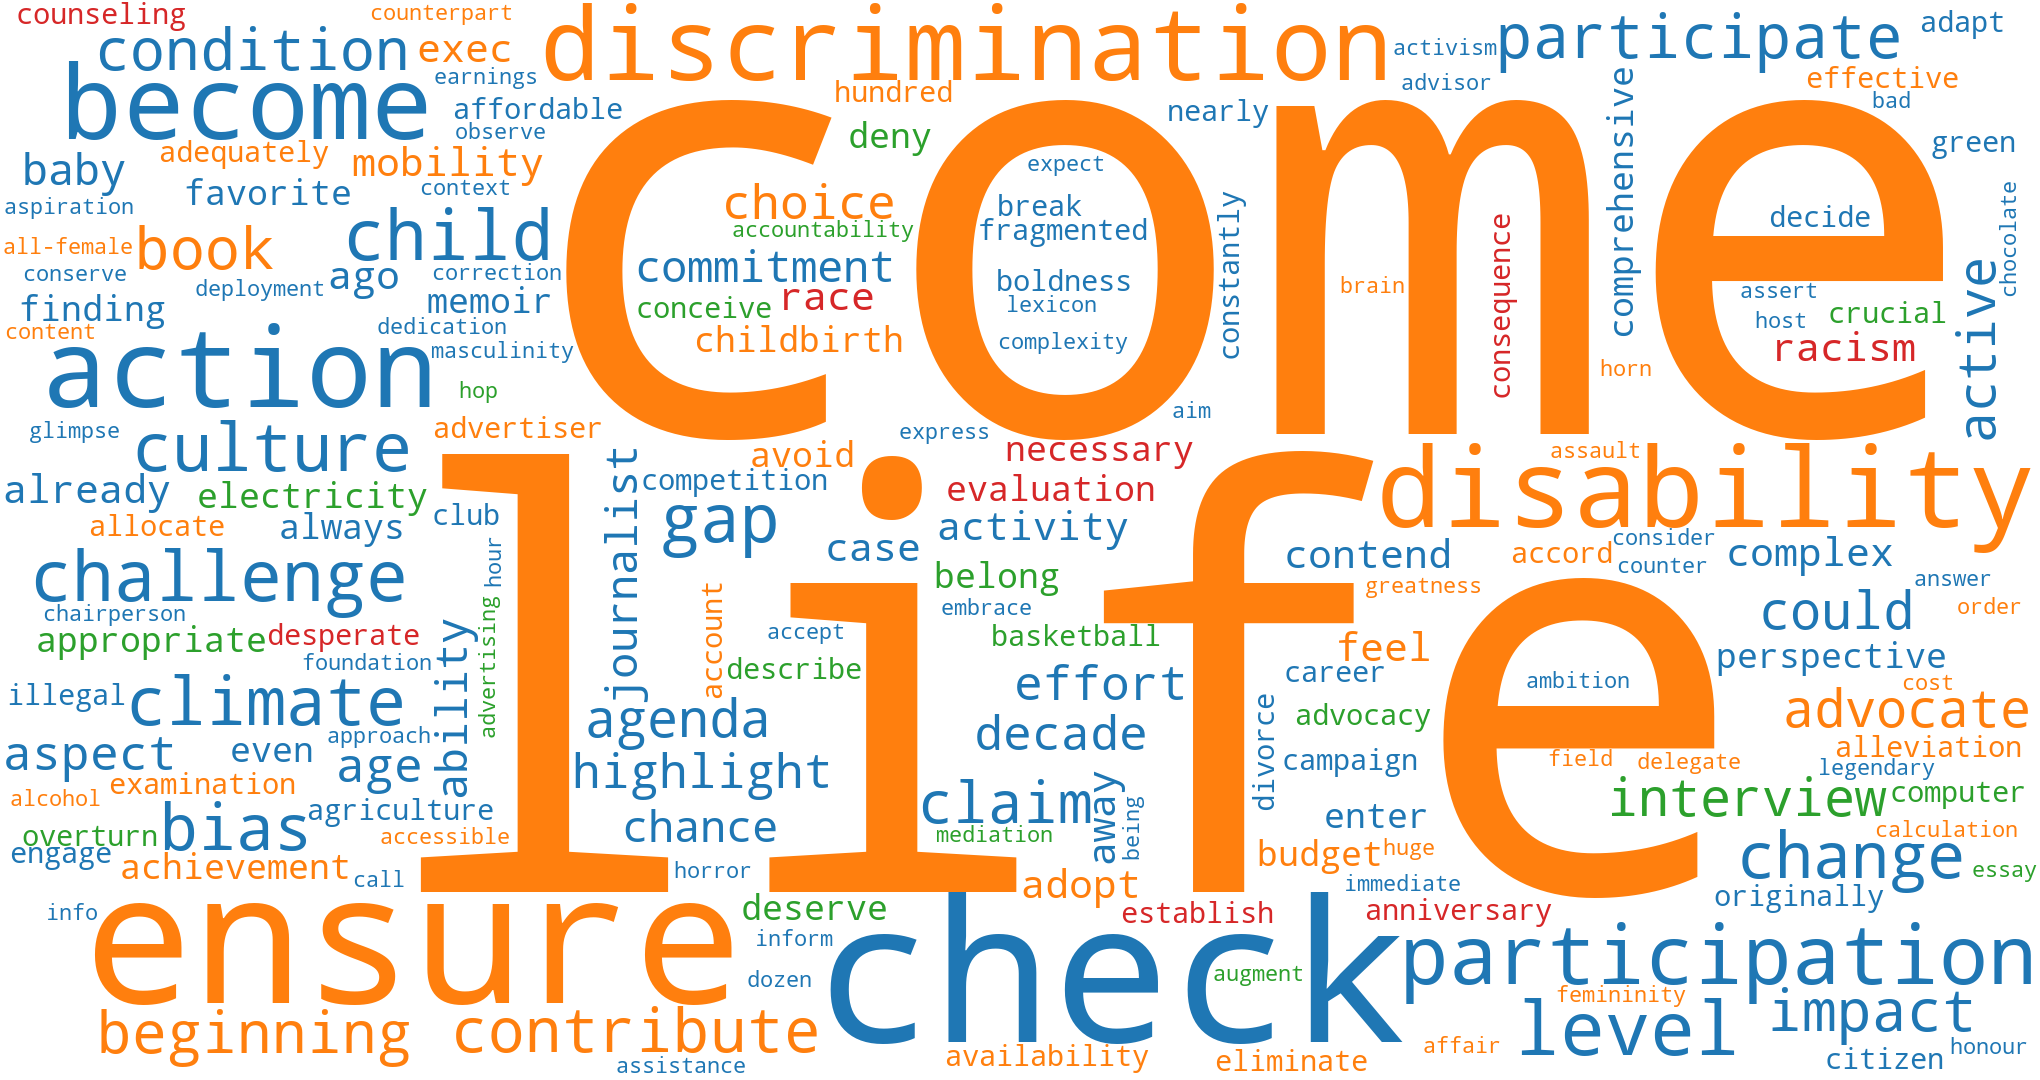 counseling
counterpart
condition
exec
discrimination
activism
participate
adapt
become
earnings
affordable
observe
hundred
deny
nearly
advisor
comprehensive
effective
bad
green
baby
adequately
mobility
favorite
context
come
choice
accountability
expect
break
fragmented
constantly
decide
chocolate
aspiration
all-female
book
child
conserve
deployment
ago
correction
commitment
race
conceive
childbirth
boldness
lexicon
complexity
brain
consequence
horn
assert
host
crucial
racism
active
finding
content
memoir
dedication
masculinity
action
hop
glimpse
culture
advertiser
avoid
express
aim
necessary
assault
already
electricity
allocate
always
club
hour
journalist
competition
gap
evaluation
activity
case
disability
challenge
life
belong
embrace
contend
accord
consider
counter
complex
greatness
answer
order
chairperson
appropriate
desperate
foundation
advertising
ability
account
accept
describe
basketball
could
feel
perspective
illegal
climate
agenda
effort
career
ambition
cost
advocate
aspect
even
approach
age
highlight
decade
divorce
advocacy
campaign
field
delegate
alleviation
legendary
examination
alcohol
agriculture
bias
overturn
engage
accessible
achievement
call
chance
horror
claim
mediation
away
being
enter
budget
huge
immediate
interview
computer
calculation
change
essay
originally
info
ensure
adopt
deserve
inform
dozen
check
establish
anniversary
augment
participation
femininity
beginning
contribute
assistance
availability
eliminate
affair
level
impact
citizen
honour